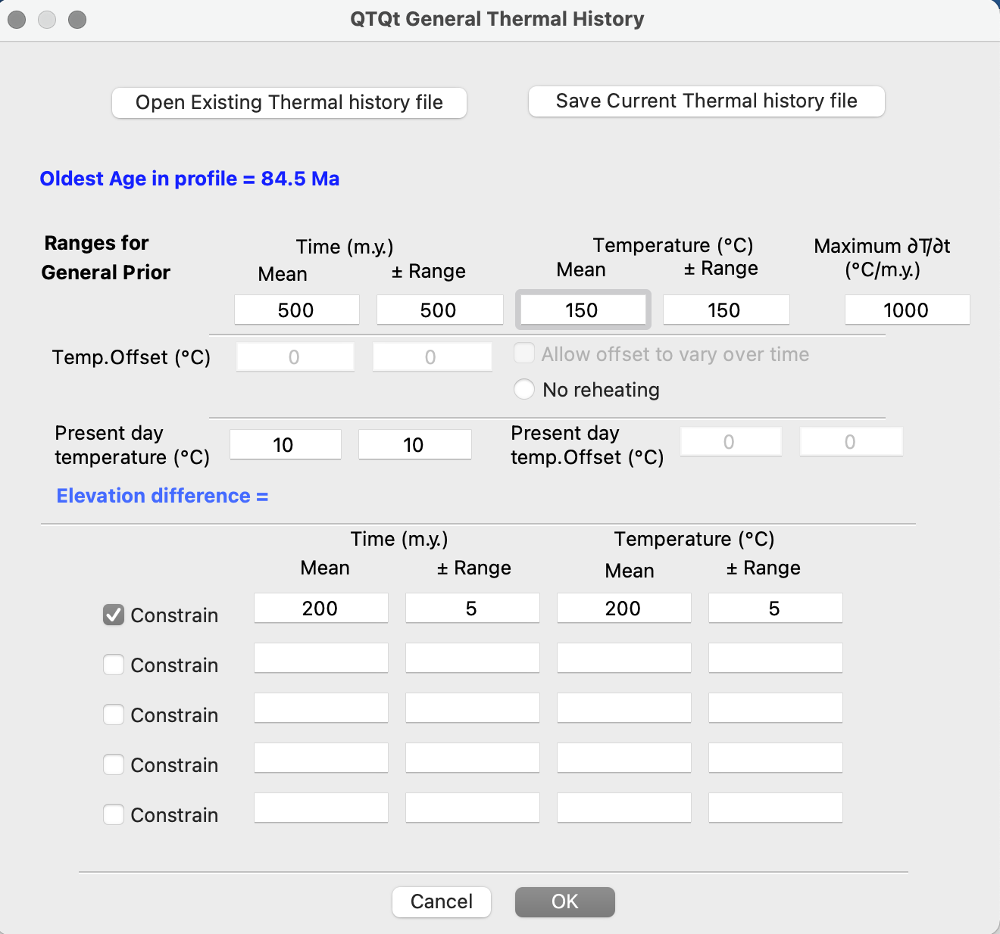 QTQt General Thermal History
Open Existing Thermal history file
Save Current Thermal history file
Oldest Age in profile = 84.5 Ma
Ranges for
General Prior
Time (m.y.)
Temperature (°C)
Maximum ∂T/∂t
(°C/m.y.)
Mean
± Range
Mean
± Range
500
500
150
150
1000
Temp.Offset (°C)
0
0
Allow offset to vary over time
No reheating
Present day
temperature (°C)
10
10
Present day
temp.Offset (°C)
0
0
Elevation difference =
Time (m.y.)
Temperature (°C)
Mean
± Range
Mean
± Range
Constrain
200
5
200
5
Constrain
Constrain
Constrain
Constrain
Cancel
OK